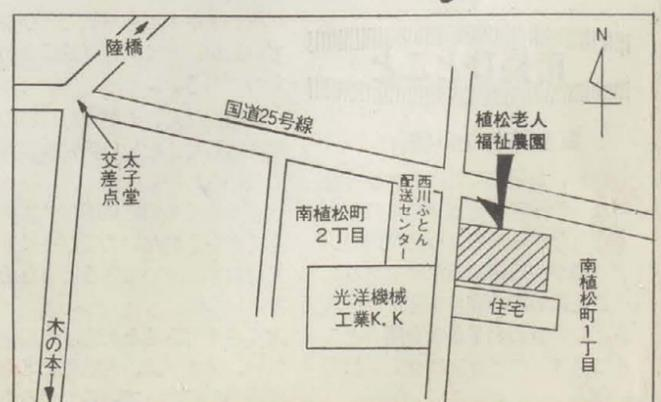 陸橋
N
国道25号線
植松老人
福祉農園
太子堂
交差点
西川ふとん
配送センター
南植松町
2丁目
光洋機械
工業K.K
住宅
南植松町1丁目
木の本